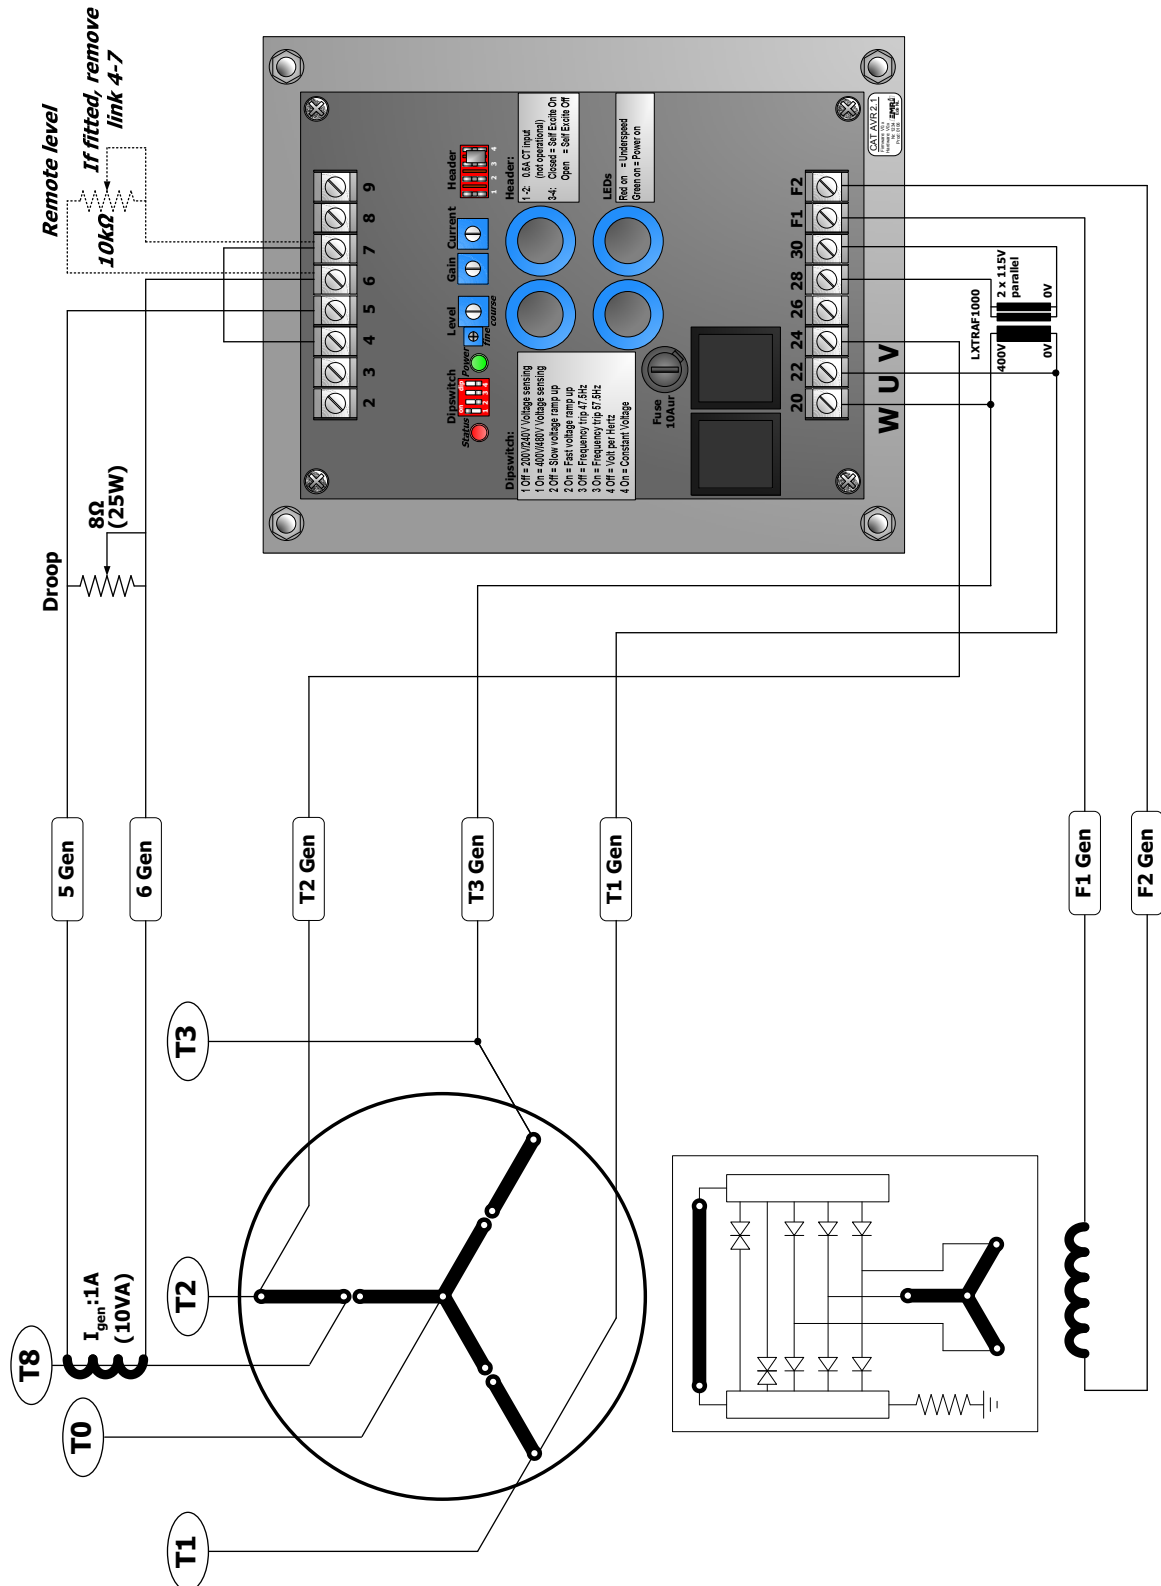 Remote level
If fitted, remove
link 4-7
10kΩ
Droop
8Ω
(25W)
9
8
7
6
5
4
3
2
Header
1 2 3 4
Current
Gain
Level
course
fine
Power
Dipswitch
Status
Header:
1 -2: 0.5A CT input
(not operational)
3-4: Closed = Self Excite On
Open = Self Excite Off
LEDs
Red on = Underspeed
Green on = Power on
Dipswitch:
1 Off = 200V/240V Voltage sensing
1 On = 400V/480V Voltage sensing
2 Off = Slow voltage ramp up
2 On = Fast voltage ramp up
3 Off = Frequency trip 47.5Hz
3 On = Frequency trip 57.5Hz
4 Off = Volt per Hertz
4 On = Constant Voltage
Fuse
10Aur
CAT AVR 2.1
F2
F1
30
28
26
24
22
20
W U V
LXTRAF1000
400V
0V
2 x 115V
parallel
0V
5 Gen
6 Gen
T2 Gen
T3 Gen
T1 Gen
F1 Gen
F2 Gen
T3
T2
T8
T0
T1
Igen:1A
(10VA)